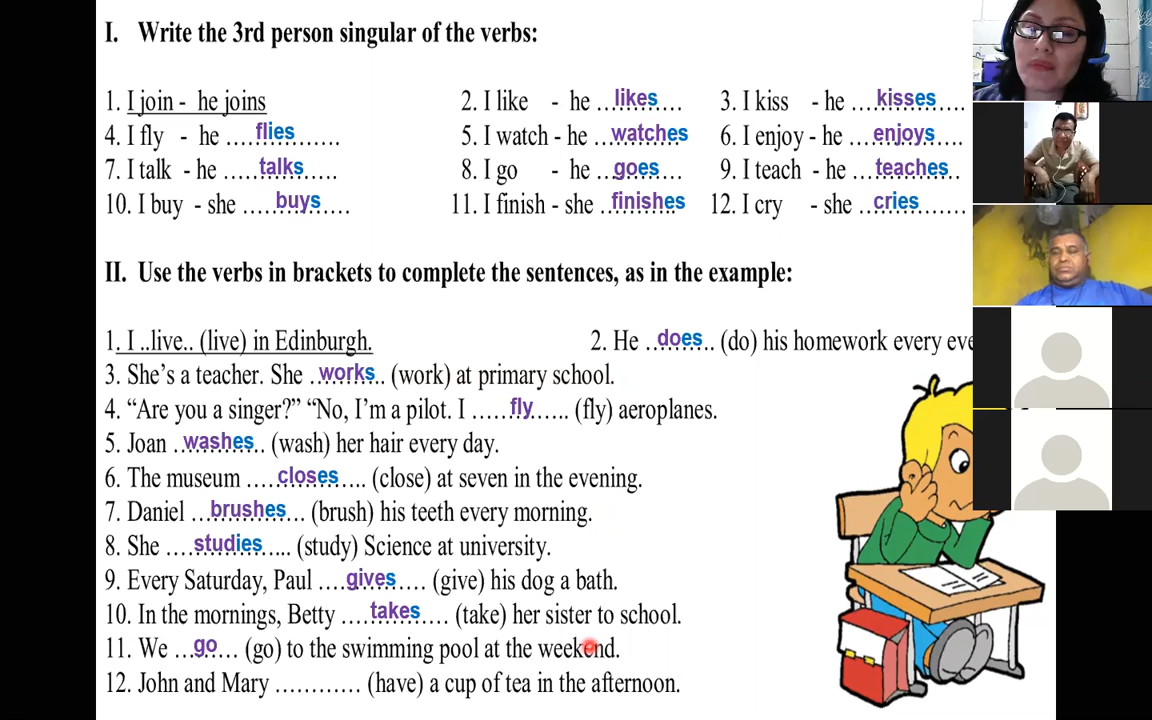 I. Write the 3rd person singular of the verbs:
1. I join - he joins 2. I like - he ...likes.... 3. I kiss - he ...kisses....
4. I fly - he ...flies............ 5. I watch - he ...watches 6. I enjoy - he ...enjoys....
7. I talk - he .....talks..... 8. I go - he ...goes... 9. I teach - he ...teaches.
10. I buy - she ........buys..... 11. I finish - she ..finishes 12. I cry - she ...cries.......
II. Use the verbs in brackets to complete the sentences, as in the example:
1. I ..live.. (live) in Edinburgh. 2. He ..does.. (do) his homework every
3. She's a teacher. She ..works.. (work) at primary school.
4. “Are you a singer?” “No, I'm a pilot. I ......fly...... (fly) aeroplanes.
5. Joan ..washes.. (wash) her hair every day.
6. The museum .....closes..... (close) at seven in the evening.
7. Daniel ...brushes... (brush) his teeth every morning.
8. She ....studies..... (study) Science at university.
9. Every Saturday, Paul ....gives.... (give) his dog a bath.
10. In the mornings, Betty ....takes.... (take) her sister to school.
11. We ...go.... (go) to the swimming pool at the weekend.
12. John and Mary ............ (have) a cup of tea in the afternoon.